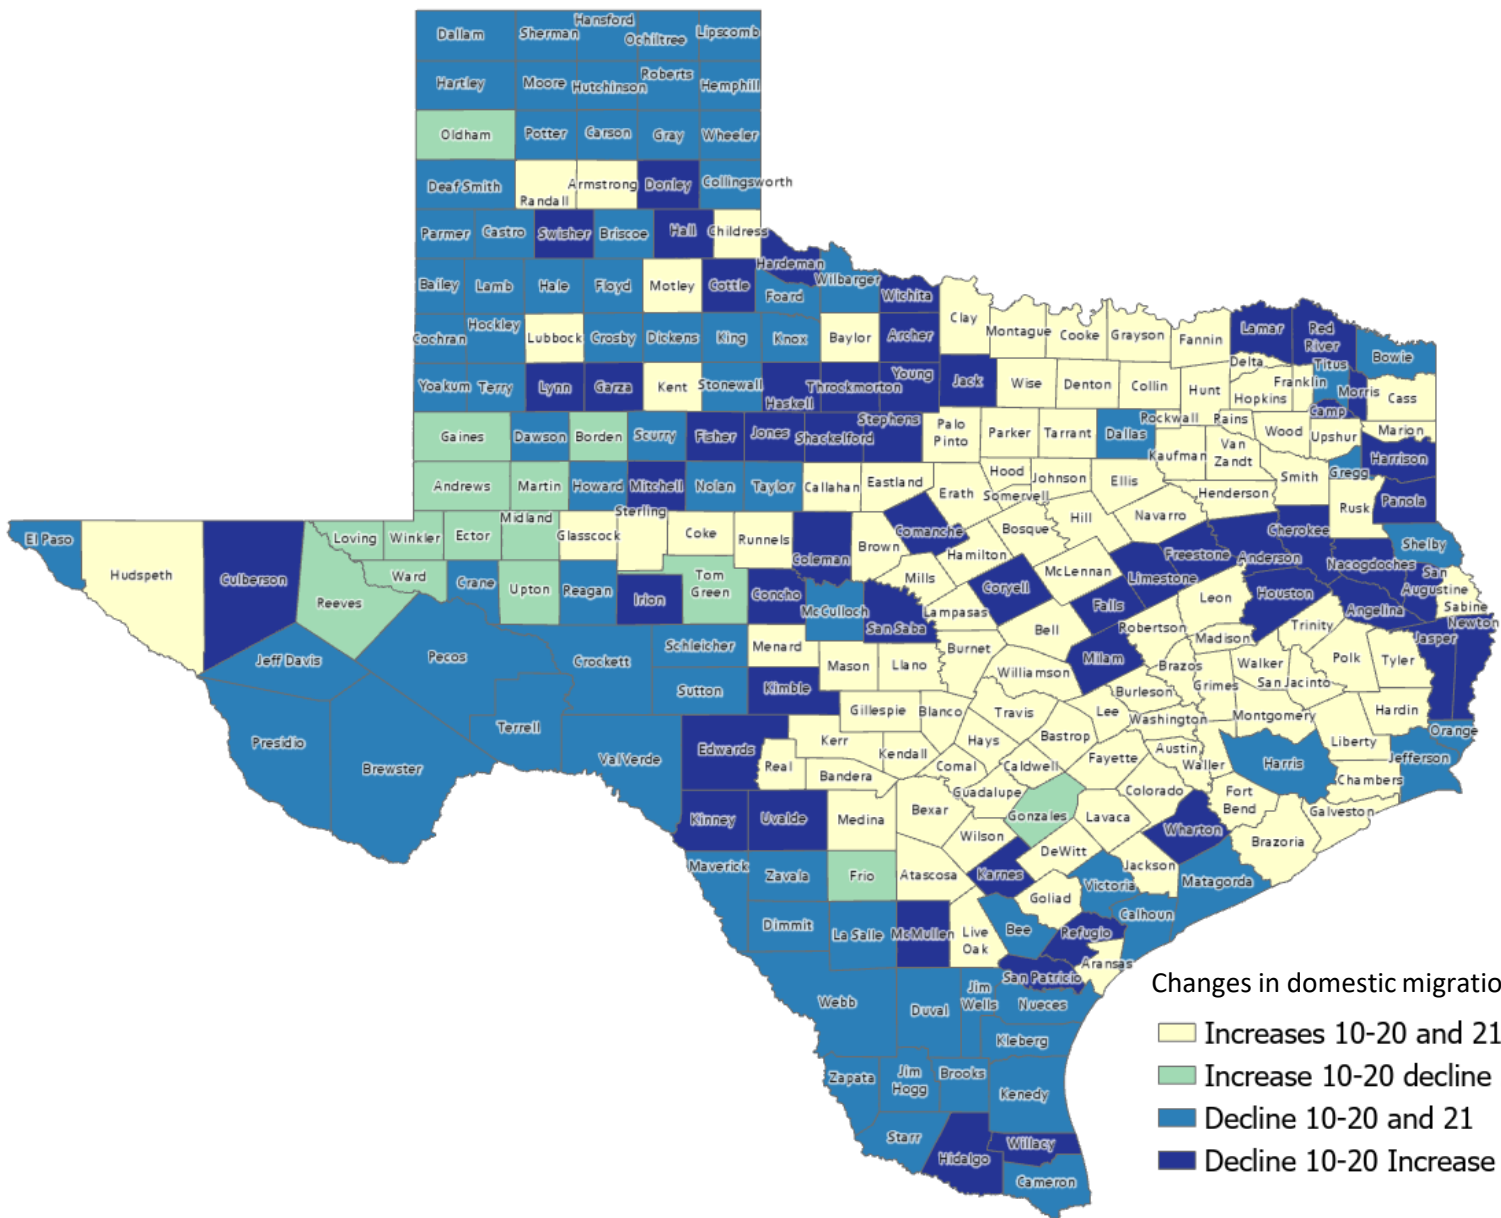 Dallam
Sherman
Hansford
Ochiltree
Lipscomb
Hartley
Moore
Hutchinson
Roberts
Hemphill
Oldham
Potter
Carson
Gray
Wheeler
Deaf Smith
Randall
Armstrong
Donley
Collingsworth
Parmer
Castro
Swisher
Briscoe
Hall
Childress
Hardeman
Bailey
Lamb
Hale
Floyd
Motley
Cottle
Foard
Wilbarger
Wichita
Clay
Montague
Cooke
Grayson
Fannin
Lamar
Red
River
Bowie
Cochran
Hockley
Lubbock
Crosby
Dickens
King
Knox
Baylor
Archer
Delta
Titus
Yoakum
Terry
Lynn
Garza
Kent
Stonewall
Haskell
Throckmorton
Young
Jack
Wise
Denton
Collin
Hunt
Hopkins
Franklin
Morris
Cass
Camp
Gaines
Dawson
Borden
Scurry
Fisher
Jones
Shackelford
Stephens
Palo
Pinto
Parker
Tarrant
Dallas
Rockwall
Rains
Wood
Upshur
Marion
Kaufman
Van
Zandt
Smith
Gregg
Harrison
Andrews
Martin
Howard
Mitchell
Nolan
Taylor
Callahan
Eastland
Erath
Hood
Somervell
Johnson
Ellis
Henderson
Rusk
Panola
El Paso
Hudspeth
Culberson
Loving
Winkler
Ector
Midland
Glasscock
Sterling
Coke
Runnels
Coleman
Brown
Comanche
Hamilton
Bosque
Hill
Navarro
Freestone
Anderson
Cherokee
Nacogdoches
Shelby
San
Augustine
Sabine
Reeves
Ward
Crane
Upton
Reagan
Irion
Tom
Green
Concho
McCulloch
San Saba
Mills
Lampasas
Coryell
McLennan
Limestone
Falls
Leon
Houston
Angelina
Newton
Jasper
Jeff Davis
Pecos
Crockett
Schleicher
Menard
Mason
Llano
Burnet
Bell
Milam
Robertson
Madison
Trinity
Polk
Tyler
Sutton
Kimble
Gillespie
Blanco
Williamson
Travis
Lee
Burleson
Brazos
Grimes
Walker
San Jacinto
Hardin
Presidio
Brewster
Terrell
Val Verde
Edwards
Real
Kerr
Kendall
Bandera
Hays
Comal
Caldwell
Bastrop
Fayette
Washington
Austin
Waller
Montgomery
Liberty
Orange
Jefferson
Harris
Chambers
Kinney
Uvalde
Medina
Bexar
Guadalupe
Gonzales
Lavaca
Colorado
Wharton
Fort
Bend
Galveston
Brazoria
Maverick
Zavala
Frio
Atascosa
Wilson
Karnes
DeWitt
Jackson
Victoria
Matagorda
Goliad
Calhoun
Dimmit
La Salle
McMullen
Live
Oak
Bee
Refugio
Aransas
San Patricio
Webb
Duval
Jim
Wells
Nueces
Kleberg
Zapata
Jim
Hogg
Brooks
Kenedy
Starr
Hidalgo
Willacy
Cameron
Changes in domestic migratio
Increases 10-20 and 21
Increase 10-20 decline
Decline 10-20 and 21
Decline 10-20 Increase